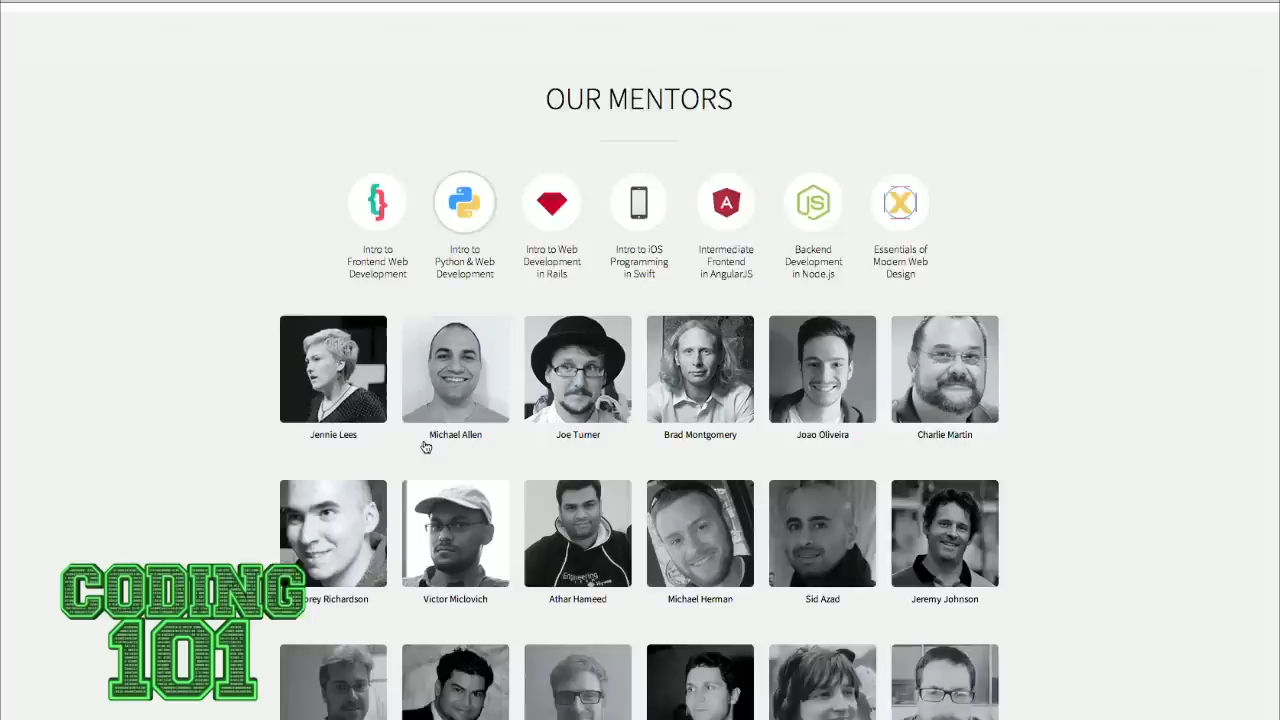 OUR MENTORS
Intro to
Frontend Web
Development
Intro to
Python & Web
Development
Intro to Web
Development
in Rails
Intro to iOS
Programming
in Swift
Intermediate
Frontend
in AngularJS
Backend
Development
in Node.js
Essentials of
Modern Web
Design
Jennie Lees
Michael Allen
Joe Turner
Brad Montgomery
Joao Oliveira
Charlie Martin
rey Richardson
Victor Miclovich
Athar Hameed
Michael Herman
Sid Azad
Jeremy Johnson
CODING
101